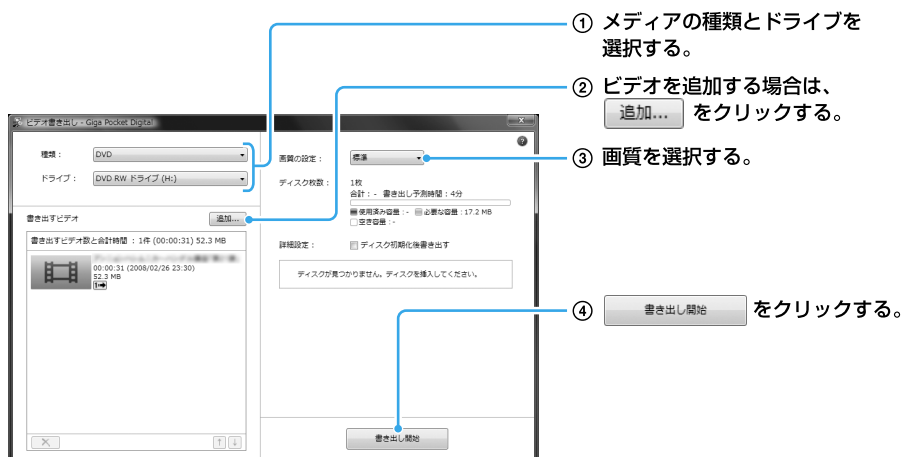 ① メディアの種類とドライブを
選択する。
② ビデオを追加する場合は、
追加... をクリックする。
③ 画質を選択する。
④ 書き出し開始 をクリックする。
ビデオ書き出し - Giga Pocket Digital
種類：
DVD
ドライブ：
DVD RW ドライブ (H:)
書き出すビデオ
追加...
書き出すビデオ数と合計時間 : 1件 (00:00:31) 52.3 MB
00:00:31 (2008/02/26 23:30)
52.3 MB
画質の設定：
標準
ディスク枚数：
1枚
合計：- 書き出し予測時間：4分
使用済み容量：- 必要な容量：17.2 MB
空き容量：-
詳細設定：
ディスク初期化後書き出す
ディスクが見つかりません。ディスクを挿入してください。
書き出し開始